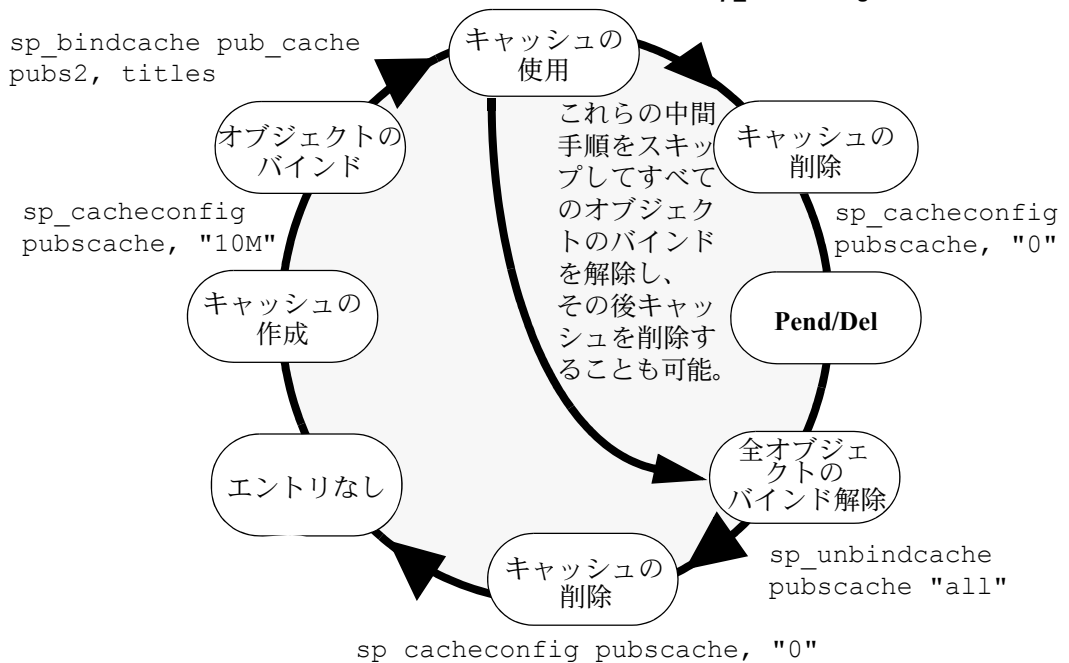 sp_bindcache pub_cache
pubs2, titles
キャッシュの
使用
これらの中間
手順をスキッ
プしてすべて
のオブジェク
トのバインド
を解除し、
その後キャッ
シュを削除す
ることも可能。
オブジェクトの
バインド
キャッシュの
削除
sp_cacheconfig
pubscache, "10M"
sp_cacheconfig
pubscache, "0"
キャッシュの
作成
Pend/Del
エントリなし
全オブジェ
クトの
バインド解除
キャッシュの
削除
sp_unbindcache
pubscache "all"
sp cacheconfig pubscache, "0"